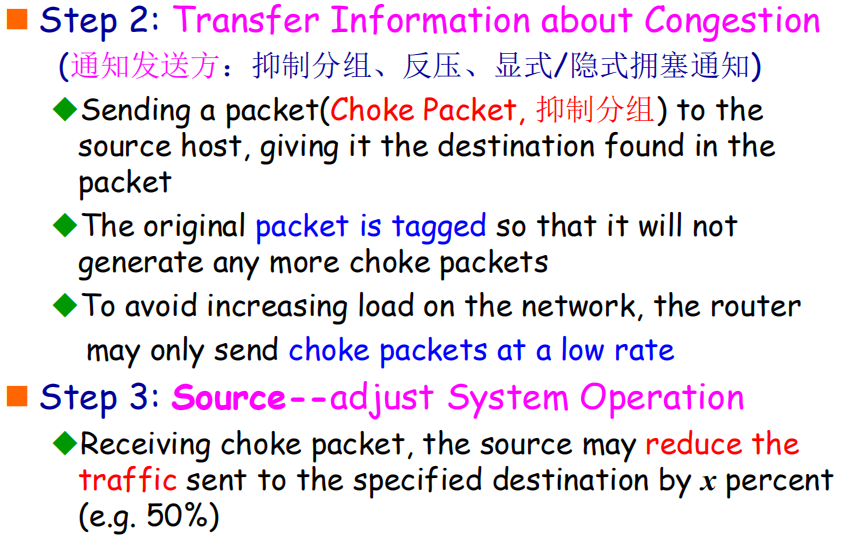 Step 2: Transfer Information about Congestion
(通知发送方：抑制分组、反压、显式/隐式拥塞通知)
Sending a packet(Choke Packet, 抑制分组) to the
source host, giving it the destination found in the
packet
The original packet is tagged so that it will not
generate any more choke packets
To avoid increasing load on the network, the router
may only send choke packets at a low rate
Step 3: Source--adjust System Operation
Receiving choke packet, the source may reduce the
traffic sent to the specified destination by x percent
(e.g. 50%)